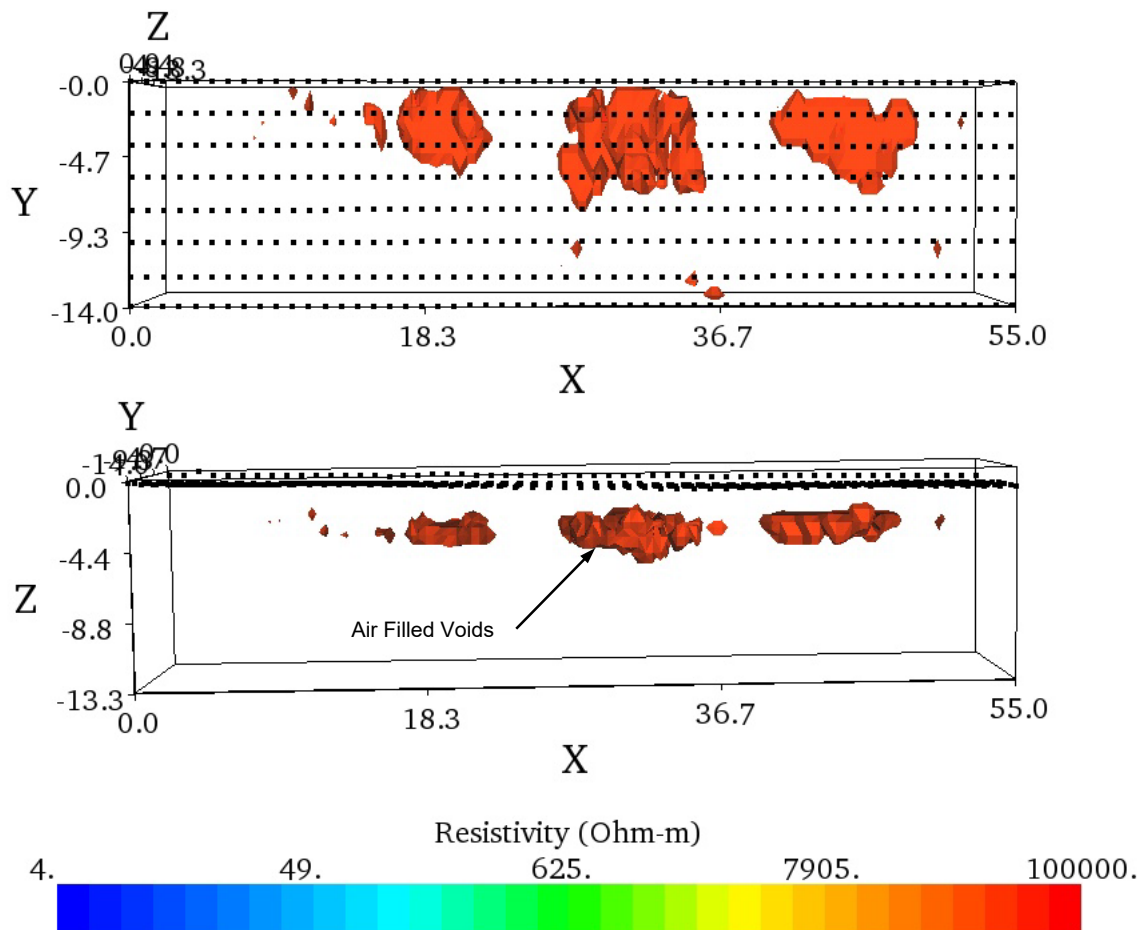 Z
-0.0
-4.7
Y
-9.3
-14.0
0.0 18.3 36.7 55.0
X
Y
0.0
-4.4
Z
-8.8
Air Filled Voids
-13.3
0.0 18.3 36.7 55.0
X
Resistivity (Ohm-m)
4. 49. 625. 7905. 100000.